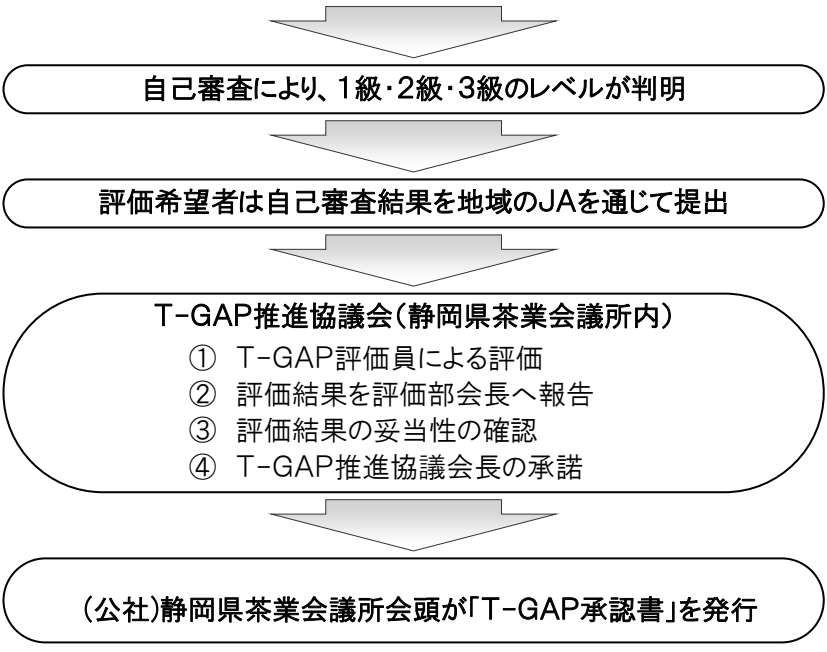 自己審査により、1級･2級･3級のレベルが判明
評価希望者は自己審査結果を地域のJAを通じて提出
T-GAP推進協議会(静岡県茶業会議所内)
① T-GAP評価員による評価
② 評価結果を評価部会長へ報告
③ 評価結果の妥当性の確認
④ T-GAP推進協議会長の承諾
(公社)静岡県茶業会議所会頭が「T-GAP承認書」を発行